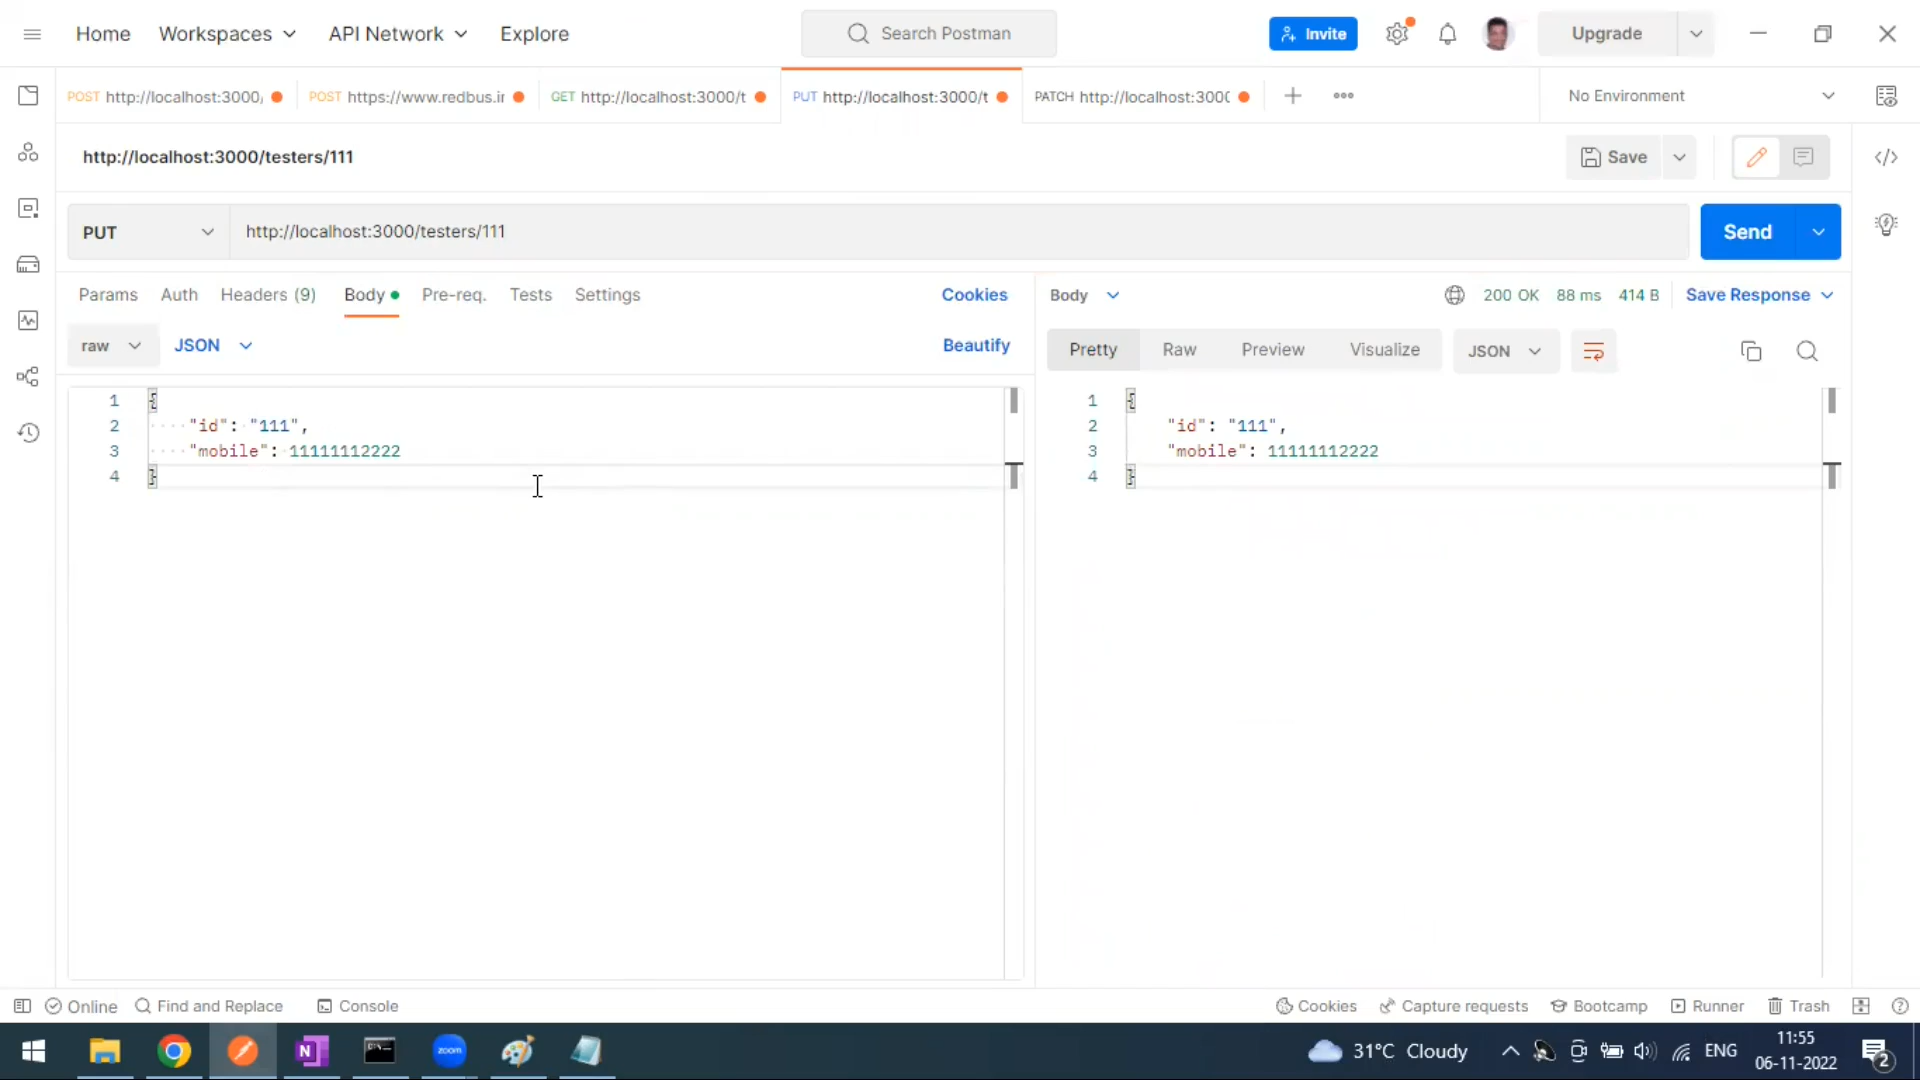 Home Workspaces API Network Explore Search Postman Invite Upgrade
POST http://localhost:3000/ POST https://www.redbus.ir GET http://localhost:3000/t PUT http://localhost:3000/t PATCH http://localhost:300( No Environment
http://localhost:3000/testers/111 Save
PUT http://localhost:3000/testers/111 Send
Params Auth Headers (9) Body Pre-req. Tests Settings Cookies Body 200 OK 88 ms 414 B Save Response
raw JSON Beautify Pretty Raw Preview Visualize JSON
1 { 1 {
2 "id": "111", 2 "id": "111",
3 "mobile": 11111112222 3 "mobile": 11111112222
4 } 4 }
Online Find and Replace Console Cookies Capture requests Bootcamp Runner Trash
zoom 31°C Cloudy ENG 11:55
06-11-2022 2